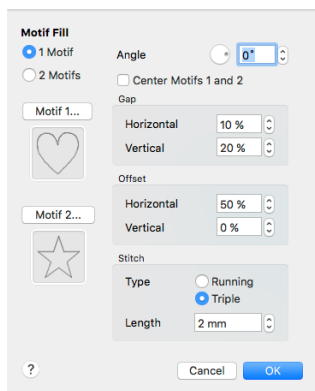 Motif Fill
1 Motif
2 Motifs
Angle 0°
Center Motifs 1 and 2
Motif 1...
Gap
Horizontal 10 %
Vertical 20 %
Motif 2...
Offset
Horizontal 50 %
Vertical 0 %
Stitch
Type Running
Triple
Length 2 mm
? Cancel OK